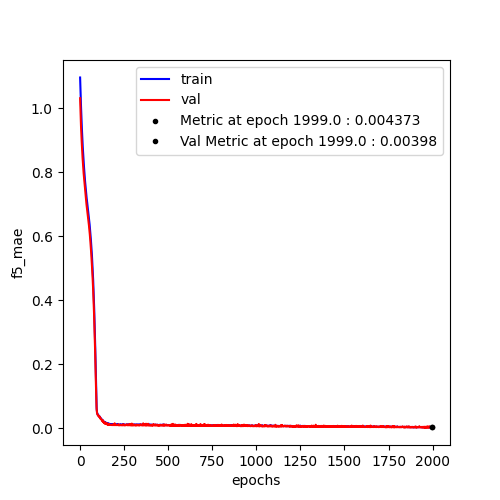 train
val
Metric at epoch 1999.0 : 0.004373
Val Metric at epoch 1999.0 : 0.00398
1.0
0.8
0.6
0.4
0.2
0.0
f5_mae
0 250 500 750 1000 1250 1500 1750 2000
epochs